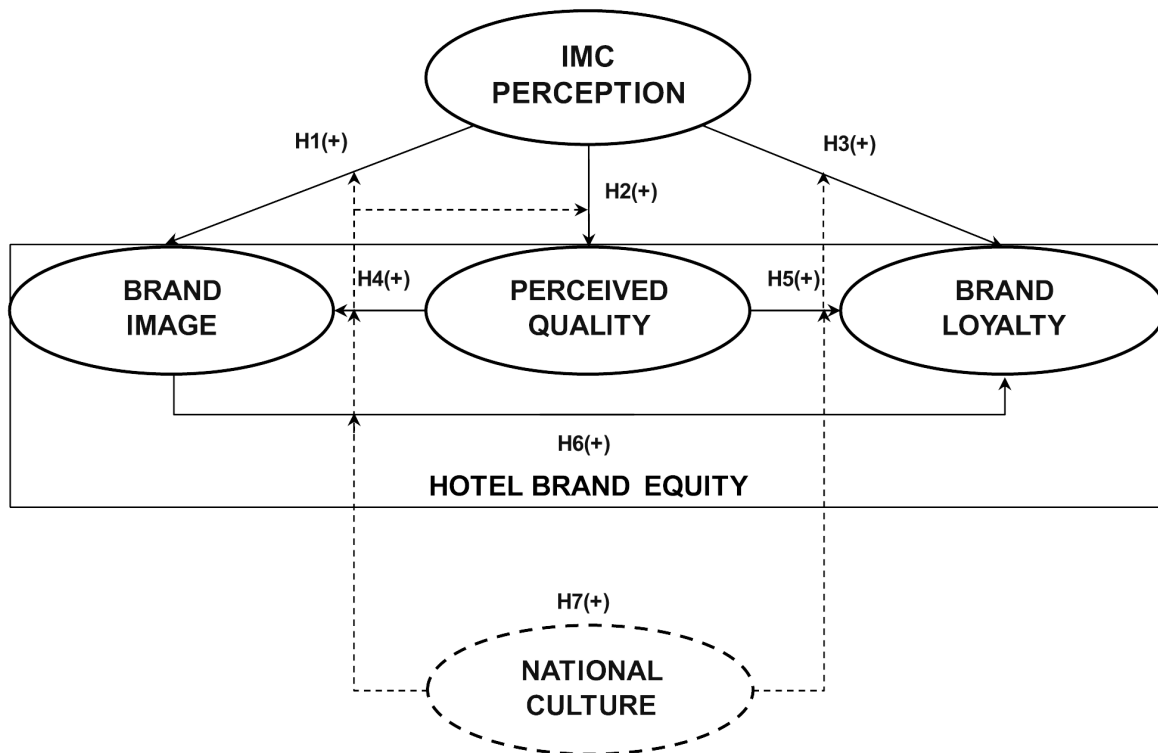 IMC
PERCEPTION
H1(+)
H3(+)
H2(+)
H4(+)
H5(+)
BRAND
IMAGE
PERCEIVED
QUALITY
BRAND
LOYALTY
H6(+)
HOTEL BRAND EQUITY
H7(+)
NATIONAL
CULTURE